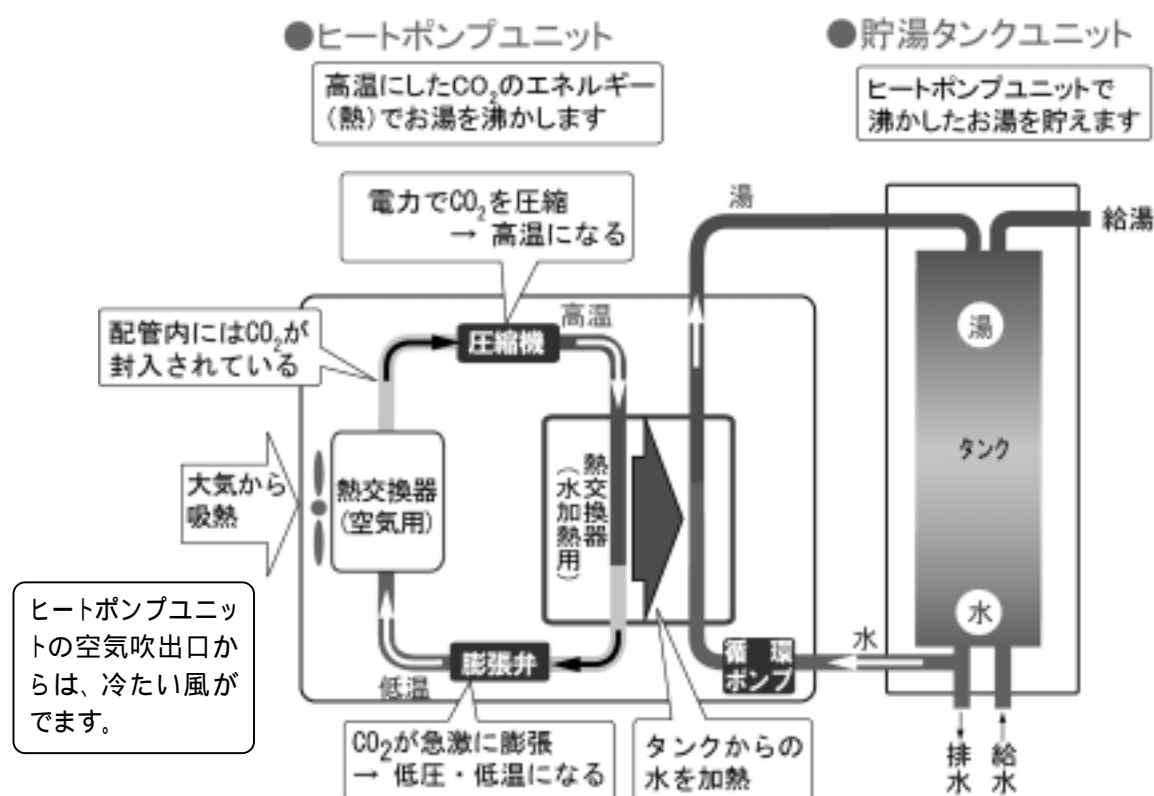 ●ヒートポンプユニット
高温にしたCO₂のエネルギー
(熱)でお湯を沸かします
●貯湯タンクユニット
ヒートポンプユニットで
沸かしたお湯を貯えます
電力でCO₂を圧縮
→ 高温になる
湯
給湯
配管内にはCO₂が
封入されている
圧縮機
高温
湯
タンク
大気から
吸熱
熱交換器
(空気用)
熱交換器
(水加熱用)
ヒートポンプユニッ
トの空気吹出口か
らは、冷たい風が
でます。
水
膨張弁
低温
循環
ポンプ
水
CO₂が急激に膨張
→ 低圧・低温になる
タンクからの
水を加熱
排水
給水